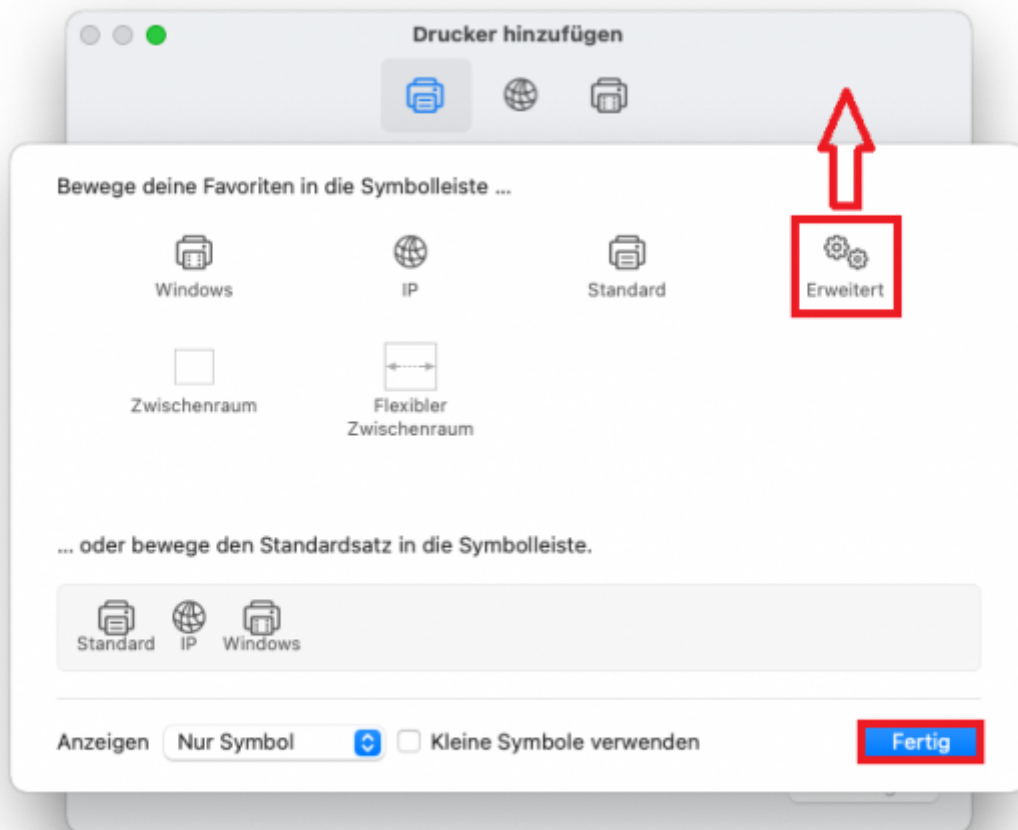 Drucker hinzufügen
Bewege deine Favoriten in die Symbolleiste ...
Windows
IP
Standard
Erweitert
Zwischenraum
Flexibler
Zwischenraum
... oder bewege den Standardsatz in die Symbolleiste.
Standard IP Windows
Anzeigen Nur Symbol Kleine Symbole verwenden Fertig